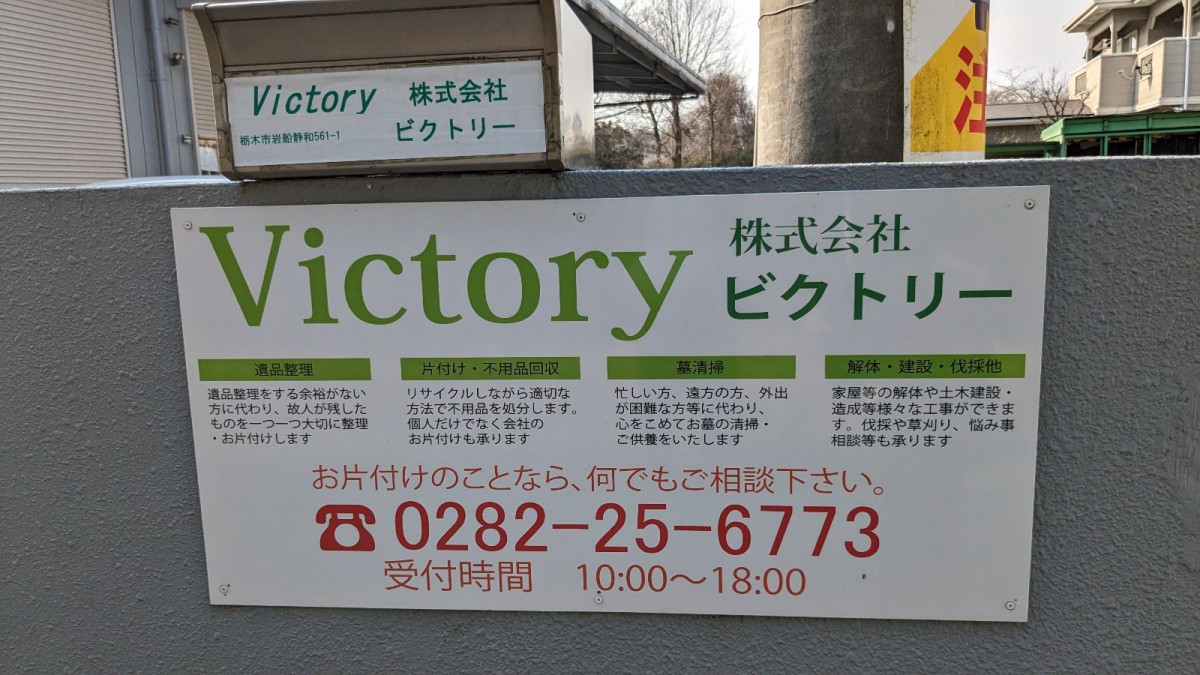 Victory
株式会社
ビクトリー
栃木市岩船静和561-1
注
Victory
株式会社
ビクトリー
遺品整理
遺品整理をする余裕がない
方に代わり、故人が残した
ものを一つ一つ大切に整理
・お片付けします
片付け・不用品回収
リサイクルしながら適切な
方法で不用品を処分します。
個人だけでなく会社の
お片付けも承ります
墓清掃
忙しい方、遠方の方、外出
が困難な方等に代わり、
心をこめてお墓の清掃・
ご供養をいたします
解体・建設・伐採他
家屋等の解体や土木建設・
造成等様々な工事ができま
す。伐採や草刈り、悩み事
相談等も承ります
お片付けのことなら、何でもご相談下さい。
☎0282-25-6773
受付時間 10:00〜18:00